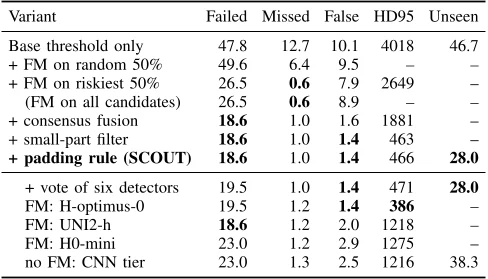 Variant Failed Missed False HD95 Unseen
Base threshold only 47.8 12.7 10.1 4018 46.7
+ FM on random 50% 49.6 6.4 9.5 – –
+ FM on riskiest 50% 26.5 0.6 7.9 2649 –
(FM on all candidates) 26.5 0.6 8.9 – –
+ consensus fusion 18.6 1.0 1.6 1881 –
+ small-part filter 18.6 1.0 1.4 463 –
+ padding rule (SCOUT) 18.6 1.0 1.4 466 28.0
+ vote of six detectors 19.5 1.0 1.4 471 28.0
FM: H-optimus-0 19.5 1.2 1.4 386 –
FM: UNI2-h 18.6 1.2 2.0 1218 –
FM: H0-mini 23.0 1.2 2.9 1275 –
no FM: CNN tier 23.0 1.3 2.5 1216 38.3